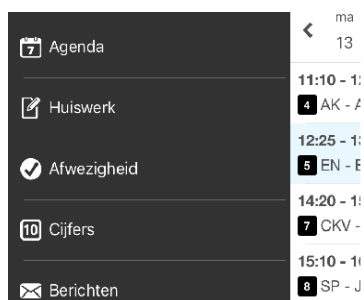 7 Agenda
Huiswerk
Afwezigheid
10 Cijfers
Berichten
ma
13
11:10 - 1
4 AK -
12:25 - 1
5 EN -
14:20 - 1
7 CKV -
15:10 - 1
8 SP -